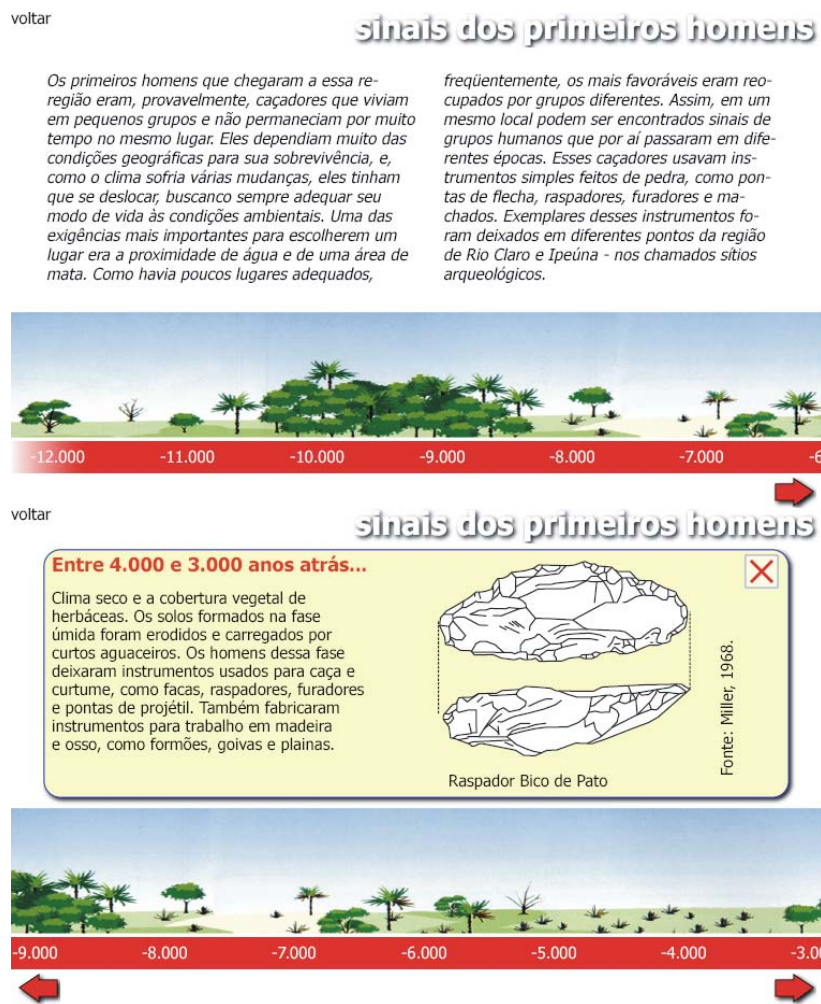 voltar
sinais dos primeiros homens
Os primeiros homens que chegaram a essa re-
região eram, provavelmente, caçadores que viviam
em pequenos grupos e não permaneciam por muito
tempo no mesmo lugar. Eles dependiam muito das
condições geográficas para sua sobrevivência, e,
como o clima sofria várias mudanças, eles tinham
que se deslocar, buscanco sempre adequar seu
modo de vida às condições ambientais. Uma das
exigências mais importantes para escolherem um
lugar era a proximidade de água e de uma área de
mata. Como havia poucos lugares adequados,
freqüentemente, os mais favoráveis eram reo-
cupados por grupos diferentes. Assim, em um
mesmo local podem ser encontrados sinais de
grupos humanos que por aí passaram em dife-
rentes épocas. Esses caçadores usavam ins-
trumentos simples feitos de pedra, como pon-
tas de flecha, raspadores, furadores e ma-
chados. Exemplares desses instrumentos fo-
ram deixados em diferentes pontos da região
de Rio Claro e Ipeúna - nos chamados sítios
arqueológicos.
-12.000 -11.000 -10.000 -9.000 -8.000 -7.000 -6
voltar
sinais dos primeiros homens
Entre 4.000 e 3.000 anos atrás...
Clima seco e a cobertura vegetal de
herbáceas. Os solos formados na fase
úmida foram erodidos e carregados por
curtos aguaceiros. Os homens dessa fase
deixaram instrumentos usados para caça e
curtume, como facas, raspadores, furadores
e pontas de projétil. Também fabricaram
instrumentos para trabalho em madeira
e osso, como formões, goivas e plainas.
Raspador Bico de Pato
Fonte: Miller, 1968.
-9.000 -8.000 -7.000 -6.000 -5.000 -4.000 -3.00